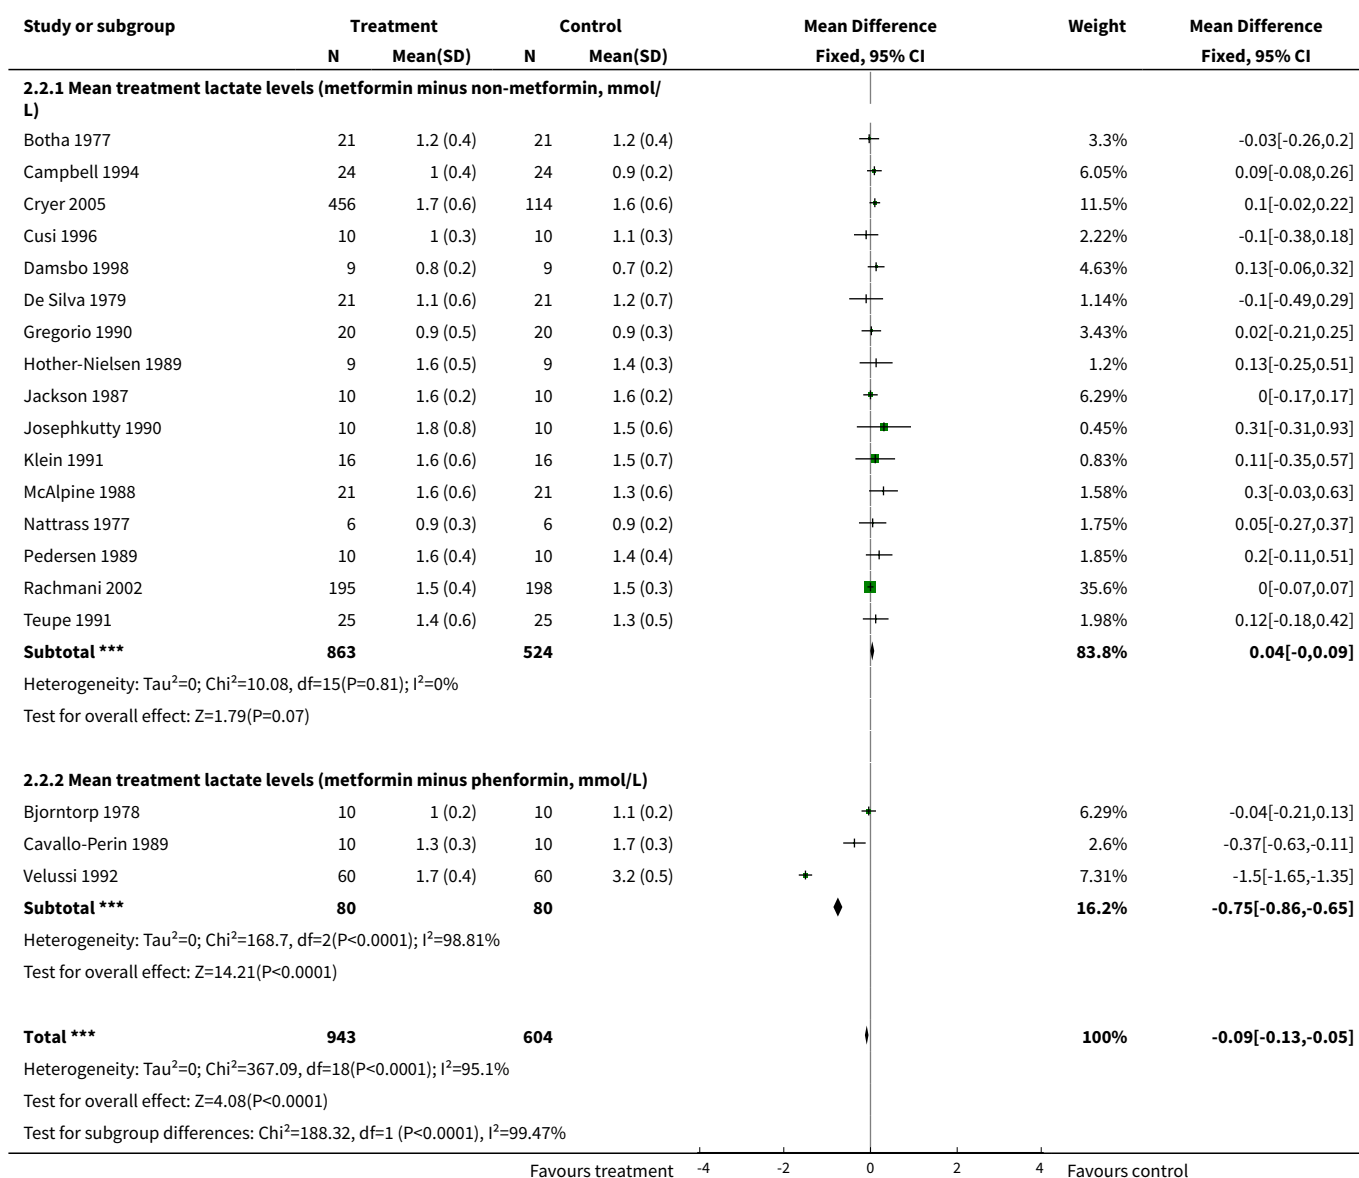 Study or subgroup Treatment Control Mean Difference Weight Mean Difference
N Mean(SD) N Mean(SD) Fixed, 95% CI Fixed, 95% CI
2.2.1 Mean treatment lactate levels (metformin minus non-metformin, mmol/
L)
Botha 1977 21 1.2 (0.4) 21 1.2 (0.4) 3.3% -0.03[-0.26,0.2]
Campbell 1994 24 1 (0.4) 24 0.9 (0.2) 6.05% 0.09[-0.08,0.26]
Cryer 2005 456 1.7 (0.6) 114 1.6 (0.6) 11.5% 0.1[-0.02,0.22]
Cusi 1996 10 1 (0.3) 10 1.1 (0.3) 2.22% -0.1[-0.38,0.18]
Damsbo 1998 9 0.8 (0.2) 9 0.7 (0.2) 4.63% 0.13[-0.06,0.32]
De Silva 1979 21 1.1 (0.6) 21 1.2 (0.7) 1.14% -0.1[-0.49,0.29]
Gregorio 1990 20 0.9 (0.5) 20 0.9 (0.3) 3.43% 0.02[-0.21,0.25]
Hother-Nielsen 1989 9 1.6 (0.5) 9 1.4 (0.3) 1.2% 0.13[-0.25,0.51]
Jackson 1987 10 1.6 (0.2) 10 1.6 (0.2) 6.29% 0[-0.17,0.17]
Josephkutty 1990 10 1.8 (0.8) 10 1.5 (0.6) 0.45% 0.31[-0.31,0.93]
Klein 1991 16 1.6 (0.6) 16 1.5 (0.7) 0.83% 0.11[-0.35,0.57]
McAlpine 1988 21 1.6 (0.6) 21 1.3 (0.6) 1.58% 0.3[-0.03,0.63]
Nattrass 1977 6 0.9 (0.3) 6 0.9 (0.2) 1.75% 0.05[-0.27,0.37]
Pedersen 1989 10 1.6 (0.4) 10 1.4 (0.4) 1.85% 0.2[-0.11,0.51]
Rachmani 2002 195 1.5 (0.4) 198 1.5 (0.3) 35.6% 0[-0.07,0.07]
Teupe 1991 25 1.4 (0.6) 25 1.3 (0.5) 1.98% 0.12[-0.18,0.42]
Subtotal *** 863 524 83.8% 0.04[-0,0.09]
Heterogeneity: Tau²=0; Chi²=10.08, df=15(P=0.81); I²=0%
Test for overall effect: Z=1.79(P=0.07)
2.2.2 Mean treatment lactate levels (metformin minus phenformin, mmol/L)
Bjorntorp 1978 10 1 (0.2) 10 1.1 (0.2) 6.29% -0.04[-0.21,0.13]
Cavallo-Perin 1989 10 1.3 (0.3) 10 1.7 (0.3) 2.6% -0.37[-0.63,-0.11]
Velussi 1992 60 1.7 (0.4) 60 3.2 (0.5) 7.31% -1.5[-1.65,-1.35]
Subtotal *** 80 80 16.2% -0.75[-0.86,-0.65]
Heterogeneity: Tau²=0; Chi²=168.7, df=2(P<0.0001); I²=98.81%
Test for overall effect: Z=14.21(P<0.0001)
Total *** 943 604 100% -0.09[-0.13,-0.05]
Heterogeneity: Tau²=0; Chi²=367.09, df=18(P<0.0001); I²=95.1%
Test for overall effect: Z=4.08(P<0.0001)
Test for subgroup differences: Chi²=188.32, df=1 (P<0.0001), I²=99.47%
Favours treatment -4 -2 0 2 4 Favours control